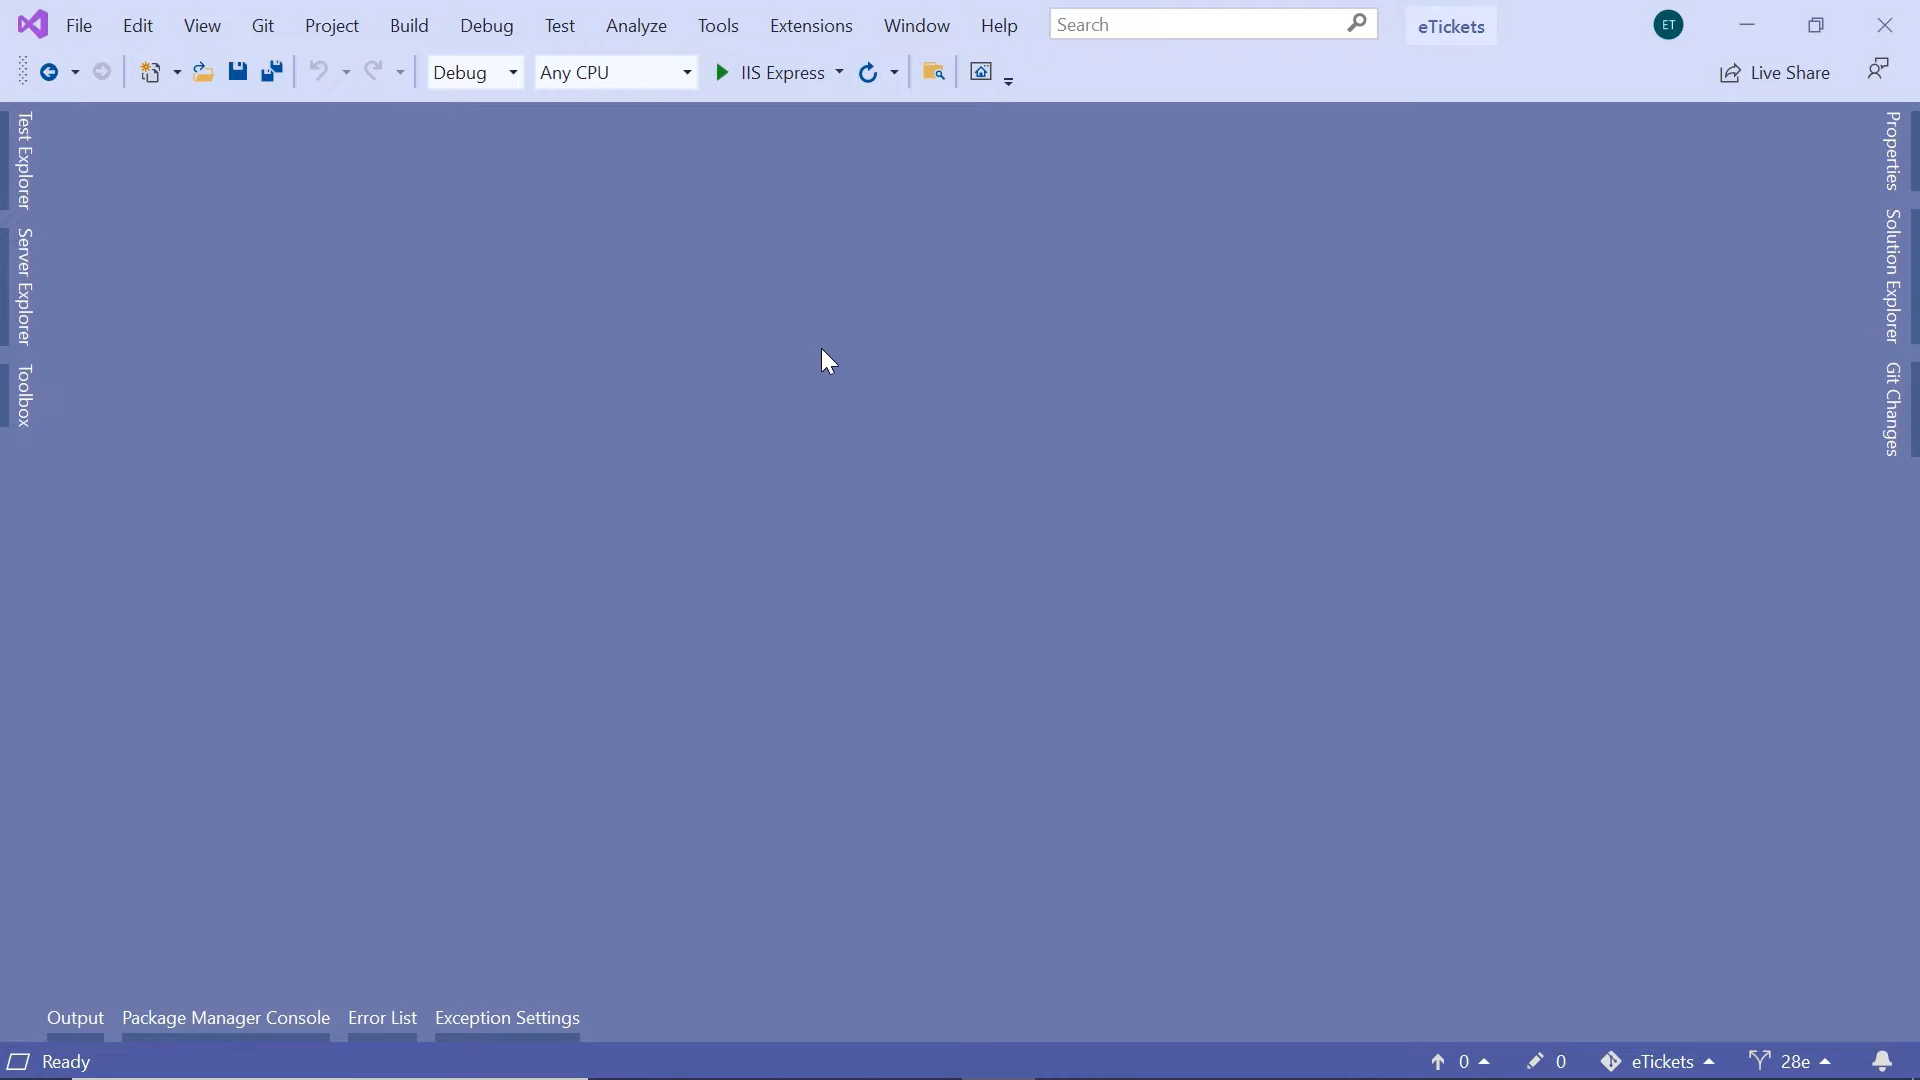 File Edit View Git Project Build Debug Test Analyze Tools Extensions Window Help Search eTickets ET
Debug Any CPU IIS Express Live Share
Test Explorer
Server Explorer
Toolbox
Properties
Solution Explorer
Git Changes
Output Package Manager Console Error List Exception Settings
Ready 0 0 eTickets 28e